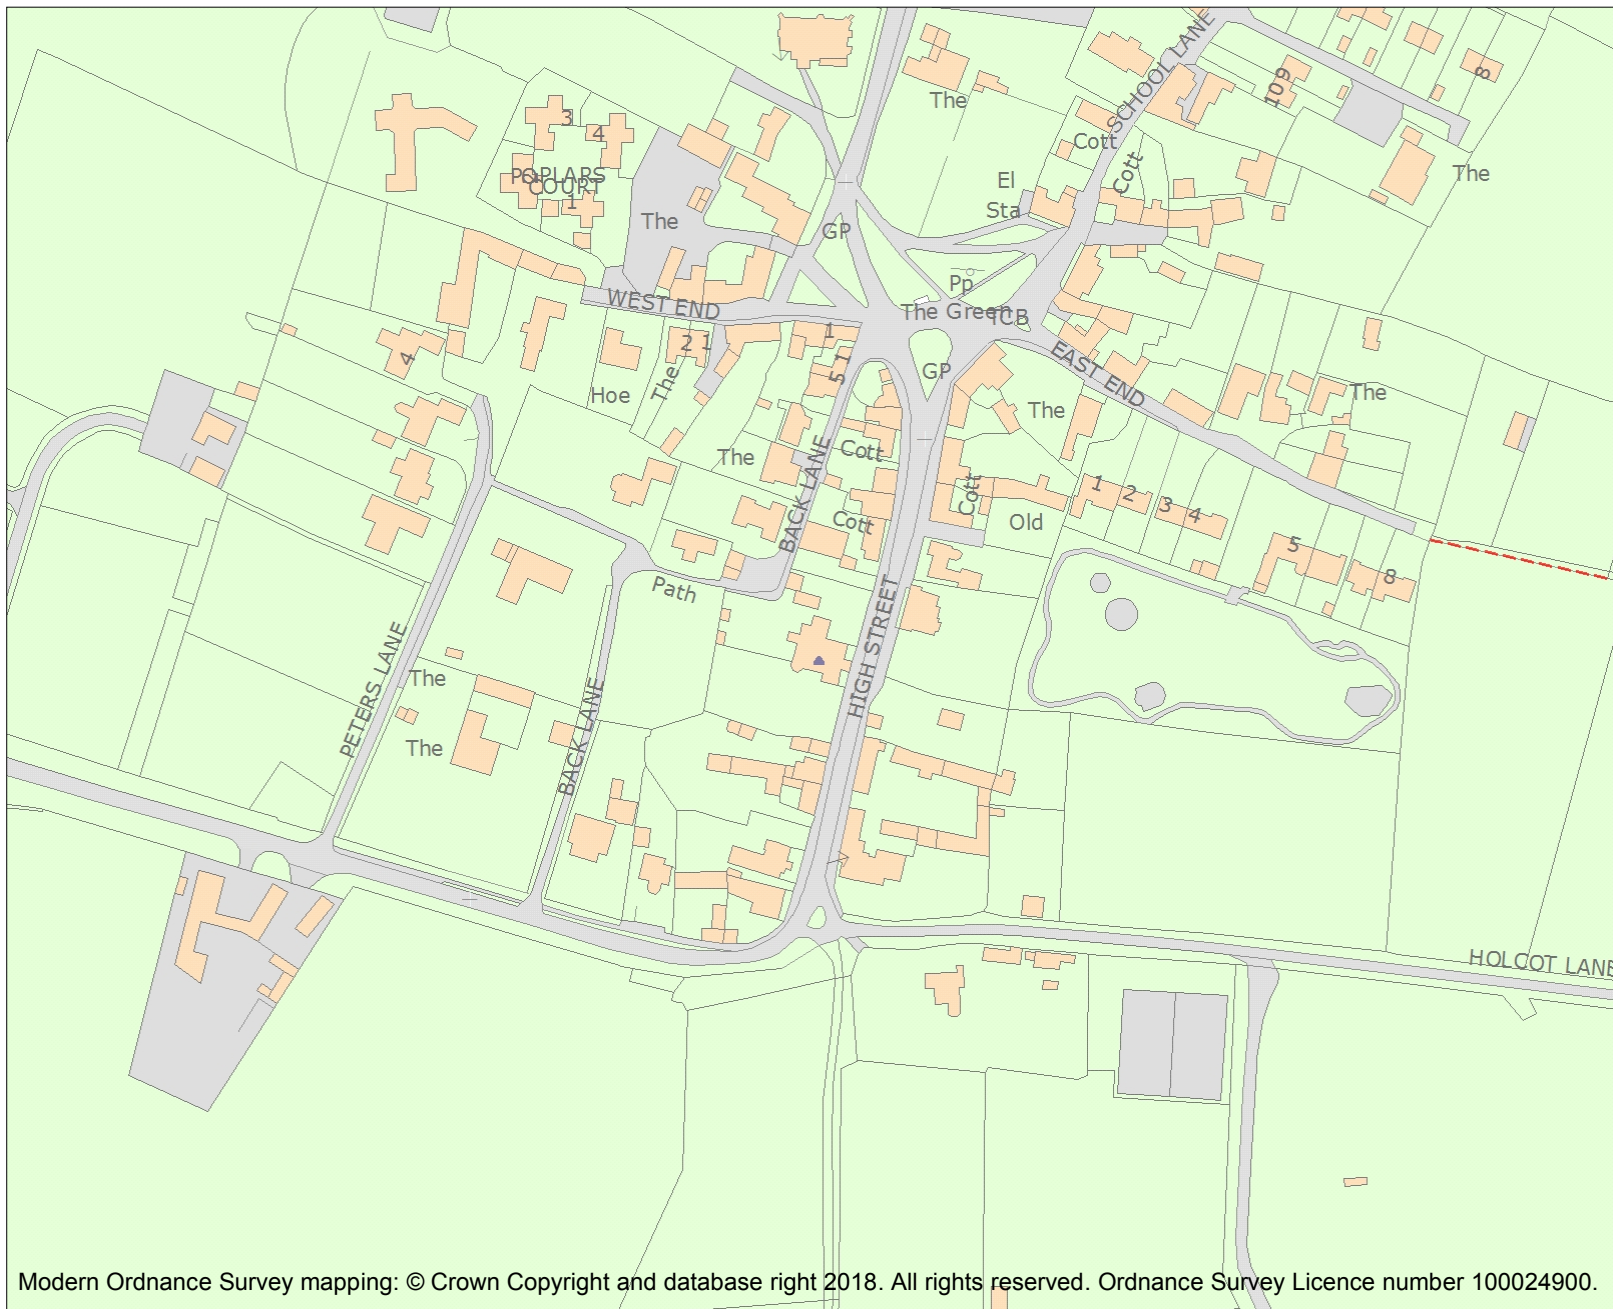 SCHOOL LANE
109
8
The
Cott
Cott
3
4
POPLARS
COURT
1
The
El
Sta
The
GP
Pp
WEST END
The Green
TCB
1
2 1
5 1
4
EAST END
GP
Hoe
The
The
The
The
Cott
BACK LANE
Cott
Cott
Old
1
2
3
4
5
8
Path
HIGH STREET
PETERS LANE
The
The
BACK LANE
HOLCOT LANE
Modern Ordnance Survey mapping: © Crown Copyright and database right 2018. All rights reserved. Ordnance Survey Licence number 100024900.